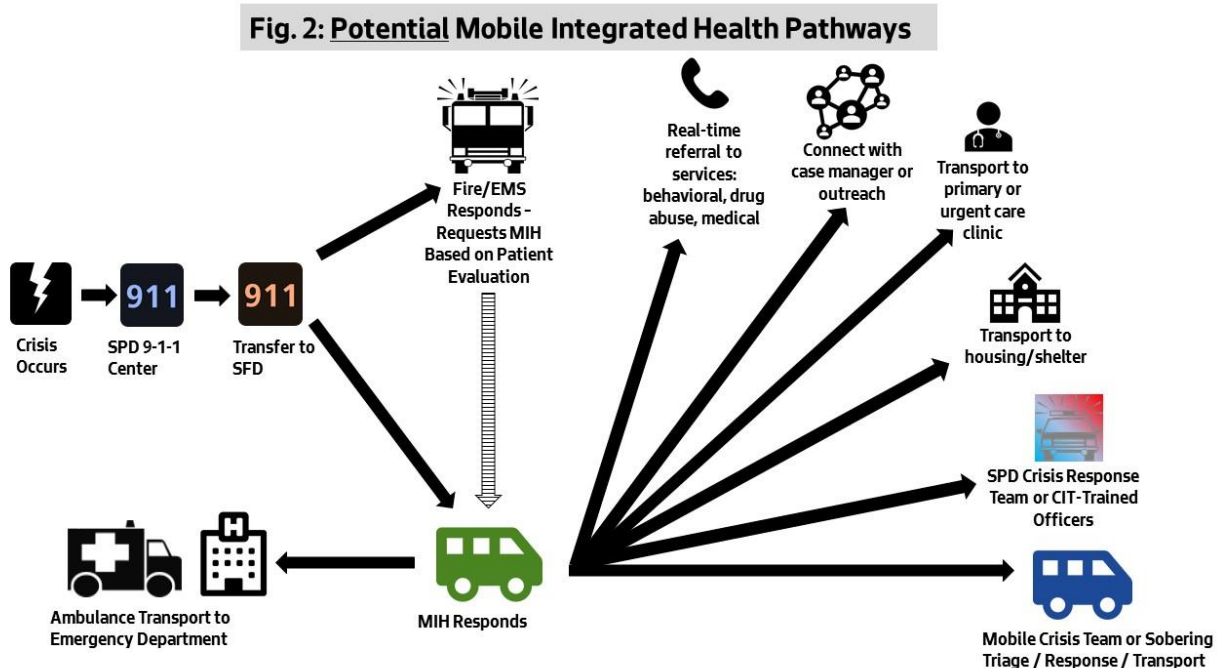 Fig. 2: Potential Mobile Integrated Health Pathways
Real-time
referral to
services:
behavioral, drug
abuse, medical
Connect with
case manager or
outreach
Transport to
primary or
urgent care
clinic
Fire/EMS
Responds -
Requests MIH
Based on Patient
Evaluation
911
911
Crisis
Occurs
SPD 9-1-1
Center
Transfer to
SFD
Transport to
housing/shelter
SPD Crisis Response
Team or CIT-Trained
Officers
H
Ambulance Transport to
Emergency Department
MIH Responds
Mobile Crisis Team or Sobering
Triage / Response / Transport